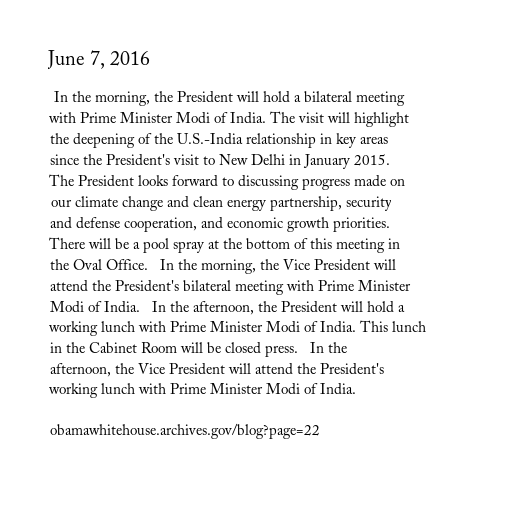 June 7, 2016
In the morning, the President will hold a bilateral meeting
with Prime Minister Modi of India. The visit will highlight
the deepening of the U.S.-India relationship in key areas
since the President's visit to New Delhi in January 2015.
The President looks forward to discussing progress made on
our climate change and clean energy partnership, security
and defense cooperation, and economic growth priorities.
There will be a pool spray at the bottom of this meeting in
the Oval Office.   In the morning, the Vice President will
attend the President's bilateral meeting with Prime Minister
Modi of India.   In the afternoon, the President will hold a
working lunch with Prime Minister Modi of India. This lunch
in the Cabinet Room will be closed press.   In the
afternoon, the Vice President will attend the President's
working lunch with Prime Minister Modi of India.
obamawhitehouse.archives.gov/blog?page=22